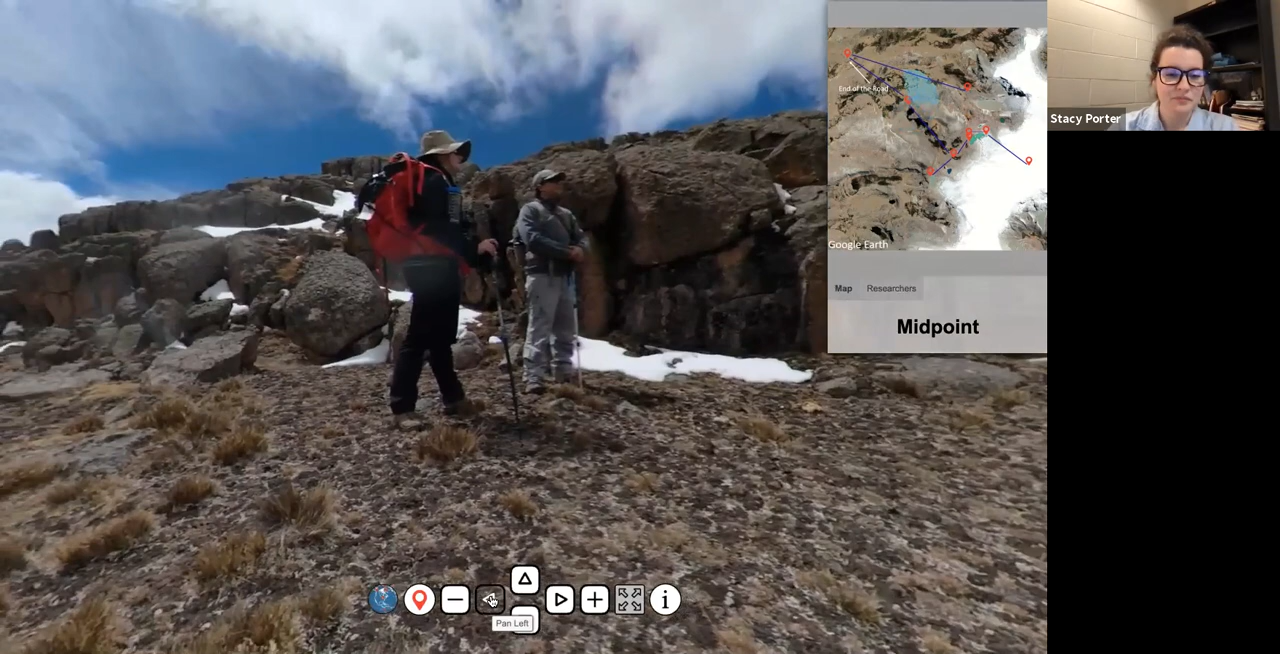 End of the Road
Google Earth
Map
Researchers
Midpoint
Stacy Porter
Pan Left